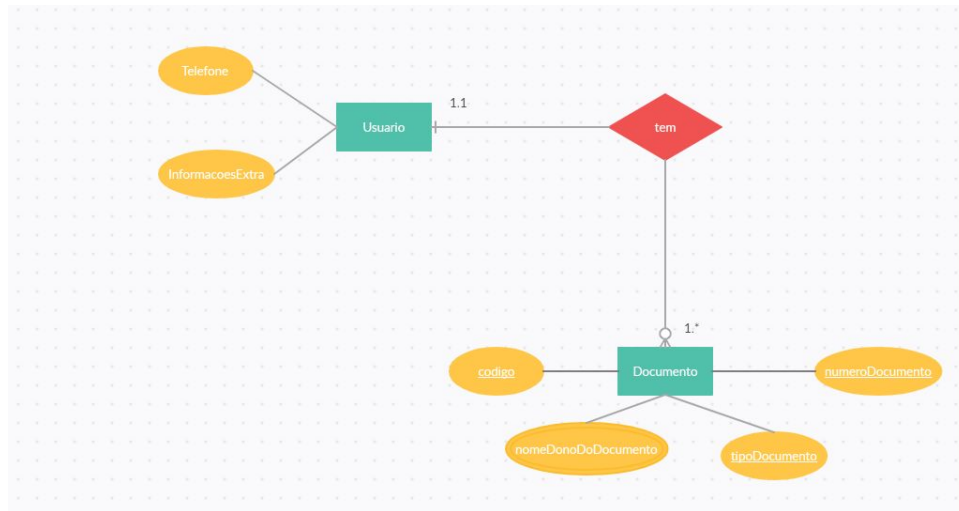 Telefone
1.1
Usuario
tem
InformacoesExtra
1.*
codigo
Documento
numeroDocumento
nomeDonoDoDocumento
tipoDocumento